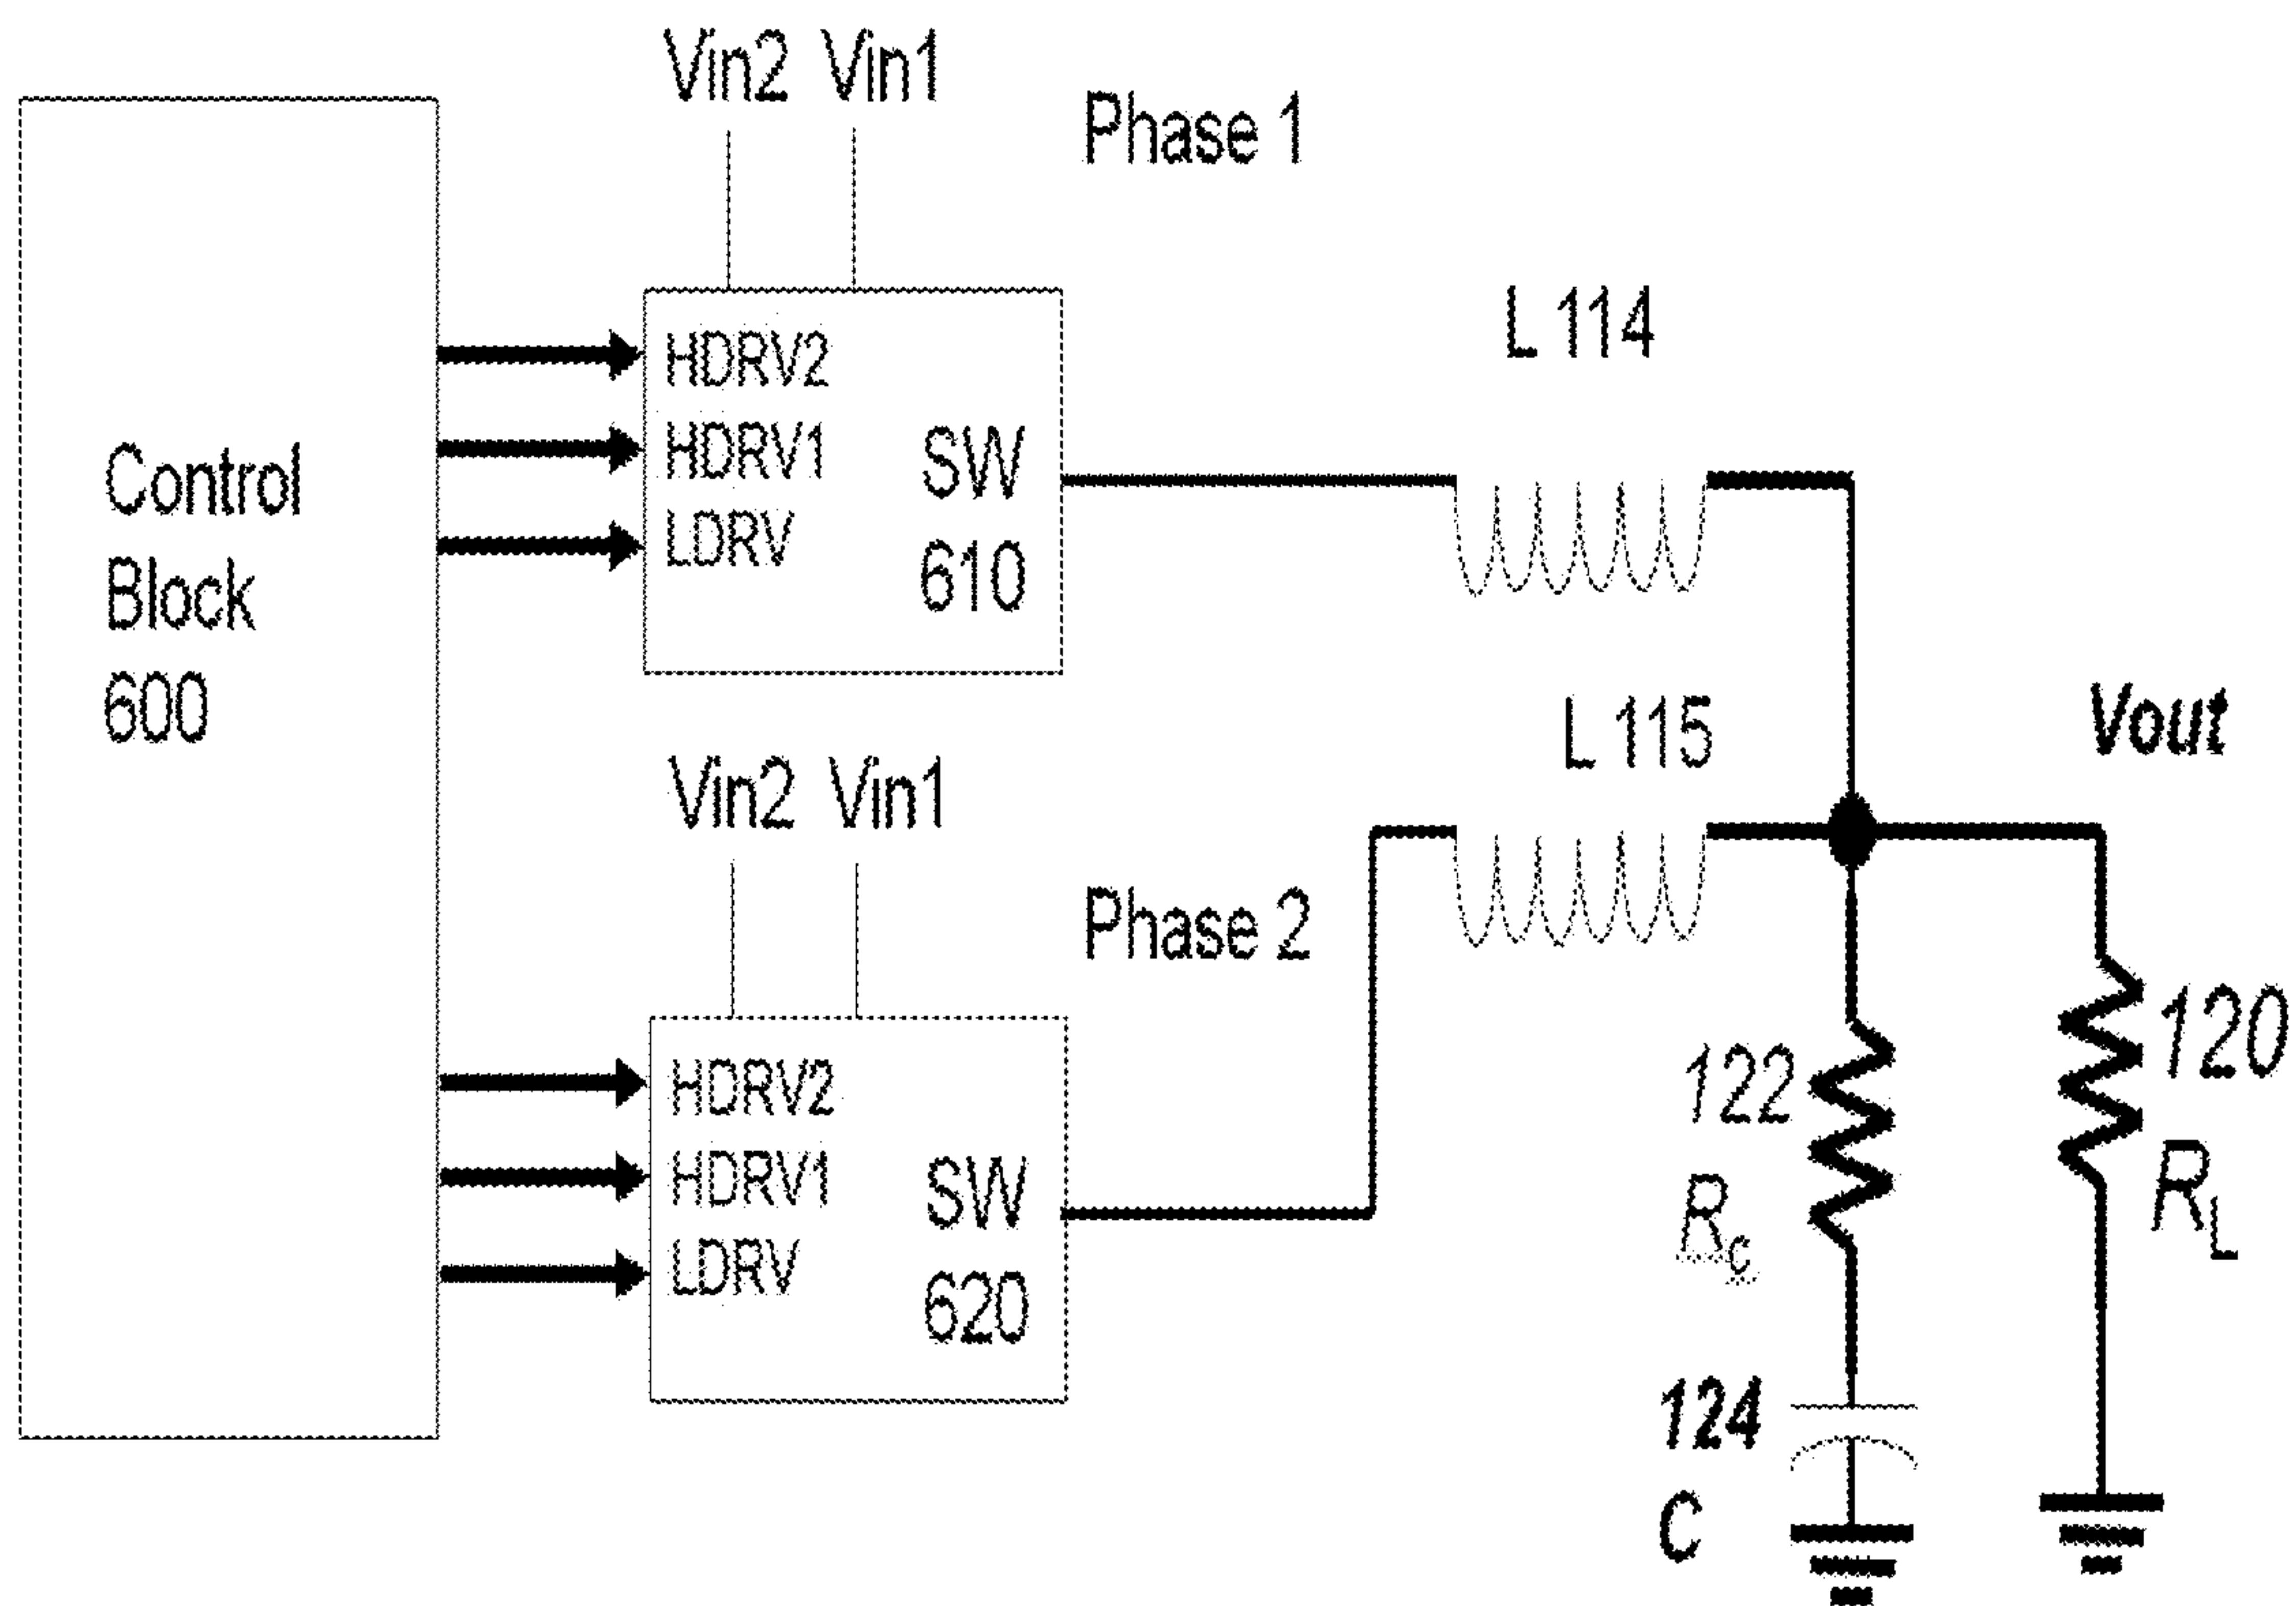 Vin2 Vin1
Phase 1
Control
Block
600
HDRV2
HDRV1
LDRV
SW
610
L 114
Vin2 Vin1
Phase 2
HDRV2
HDRV1
LDRV
SW
620
L 115
Vout
122
Rc
120
RL
124
C